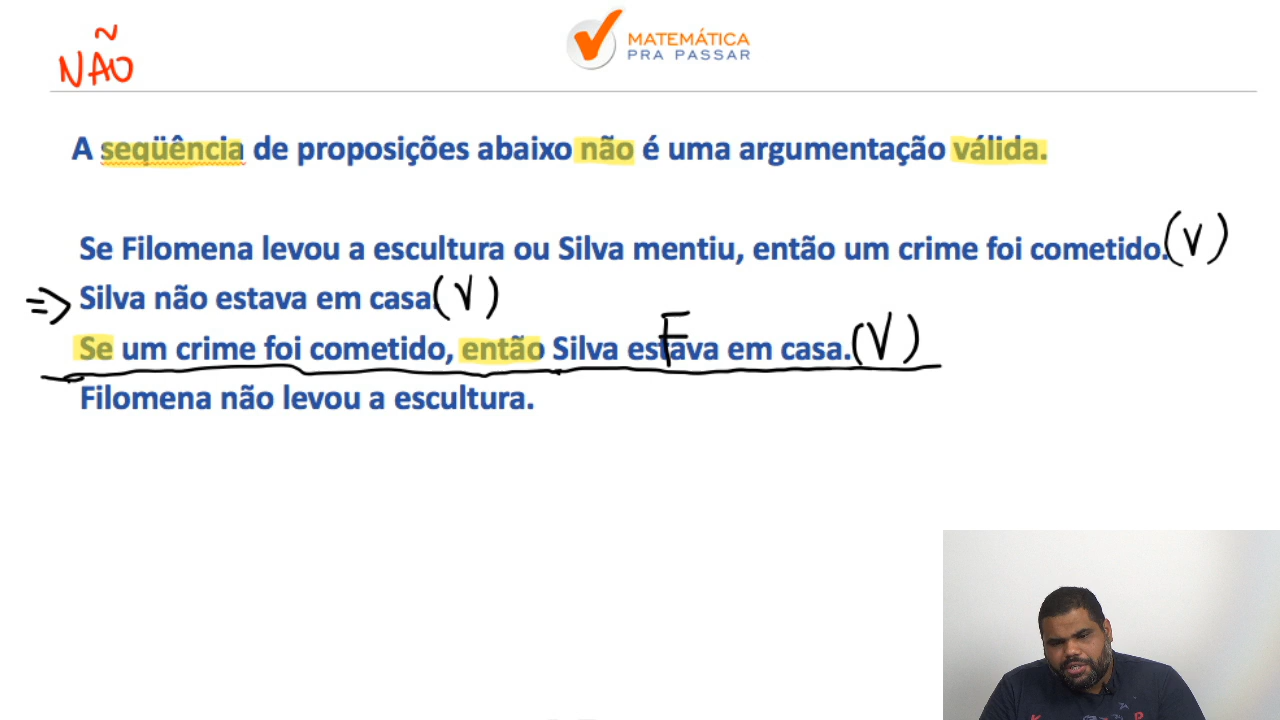 NÃO
MATEMÁTICA
PRA PASSAR
A seqüência de proposições abaixo não é uma argumentação válida.
Se Filomena levou a escultura ou Silva mentiu, então um crime foi cometido. (V)
=> Silva não estava em casa. (V)
F
Se um crime foi cometido, então Silva estava em casa. (V)
Filomena não levou a escultura.